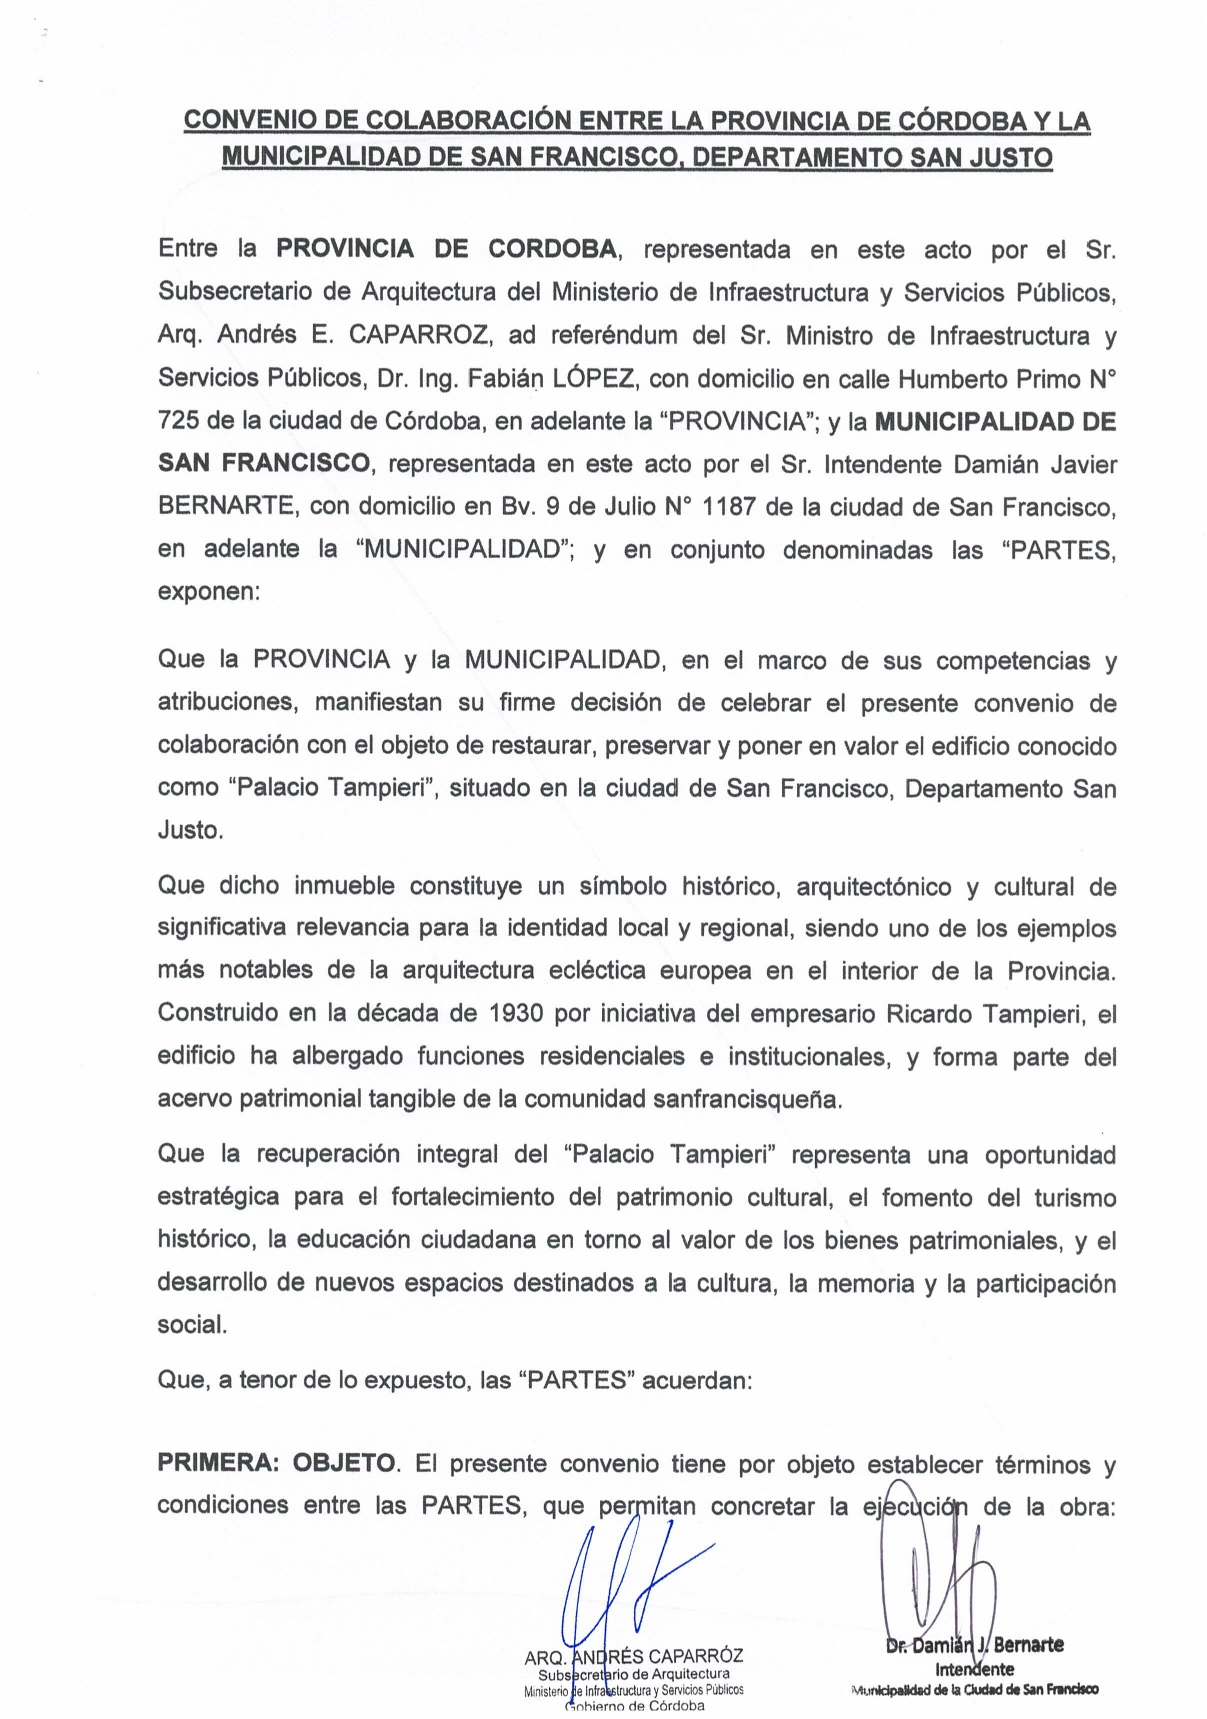 CONVENIO DE COLABORACIÓN ENTRE LA PROVINCIA DE CÓRDOBA Y LA
MUNICIPALIDAD DE SAN FRANCISCO, DEPARTAMENTO SAN JUSTO
Entre la PROVINCIA DE CORDOBA, representada en este acto por el Sr.
Subsecretario de Arquitectura del Ministerio de Infraestructura y Servicios Públicos,
Arq. Andrés E. CAPARROZ, ad referéndum del Sr. Ministro de Infraestructura y
Servicios Públicos, Dr. Ing. Fabián LÓPEZ, con domicilio en calle Humberto Primo N°
725 de la ciudad de Córdoba, en adelante la “PROVINCIA”; y la MUNICIPALIDAD DE
SAN FRANCISCO, representada en este acto por el Sr. Intendente Damián Javier
BERNARTE, con domicilio en Bv. 9 de Julio N° 1187 de la ciudad de San Francisco,
en adelante la “MUNICIPALIDAD”; y en conjunto denominadas las “PARTES,
exponen:
Que la PROVINCIA y la MUNICIPALIDAD, en el marco de sus competencias y
atribuciones, manifiestan su firme decisión de celebrar el presente convenio de
colaboración con el objeto de restaurar, preservar y poner en valor el edificio conocido
como “Palacio Tampieri”, situado en la ciudad de San Francisco, Departamento San
Justo.
Que dicho inmueble constituye un símbolo histórico, arquitectónico y cultural de
significativa relevancia para la identidad local y regional, siendo uno de los ejemplos
más notables de la arquitectura ecléctica europea en el interior de la Provincia.
Construido en la década de 1930 por iniciativa del empresario Ricardo Tampieri, el
edificio ha albergado funciones residenciales e institucionales, y forma parte del
acervo patrimonial tangible de la comunidad sanfrancisqueña.
Que la recuperación integral del “Palacio Tampieri” representa una oportunidad
estratégica para el fortalecimiento del patrimonio cultural, el fomento del turismo
histórico, la educación ciudadana en torno al valor de los bienes patrimoniales, y el
desarrollo de nuevos espacios destinados a la cultura, la memoria y la participación
social.
Que, a tenor de lo expuesto, las “PARTES” acuerdan:
PRIMERA: OBJETO. El presente convenio tiene por objeto establecer términos y
condiciones entre las PARTES, que permitan concretar la ejecución de la obra:
ARQ. ANDRÉS CAPARRÓZ
Subsecretario de Arquitectura
Ministerio de Infraestructura y Servicios Públicos
Gobierno de Córdoba
Dr. Damián J. Bernarte
Intendente
Municipalidad de la Ciudad de San Francisco